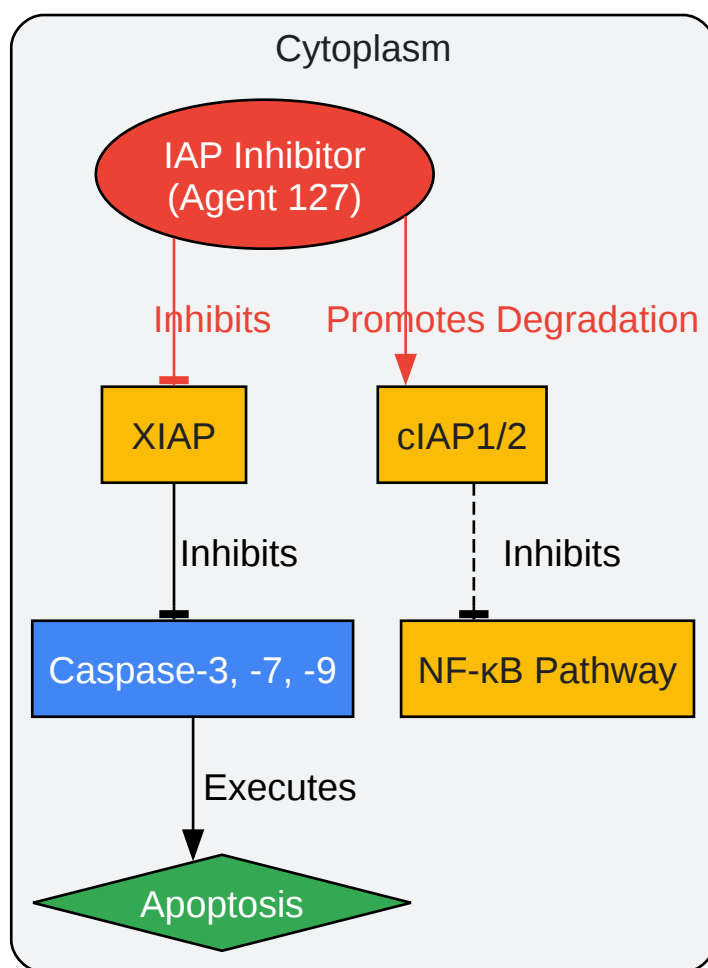 Cytoplasm
IAP Inhibitor
(Agent 127)
Inhibits
Promotes Degradation
XIAP
cIAP1/2
Inhibits
Inhibits
Caspase-3, -7, -9
NF-κB Pathway
Executes
Apoptosis